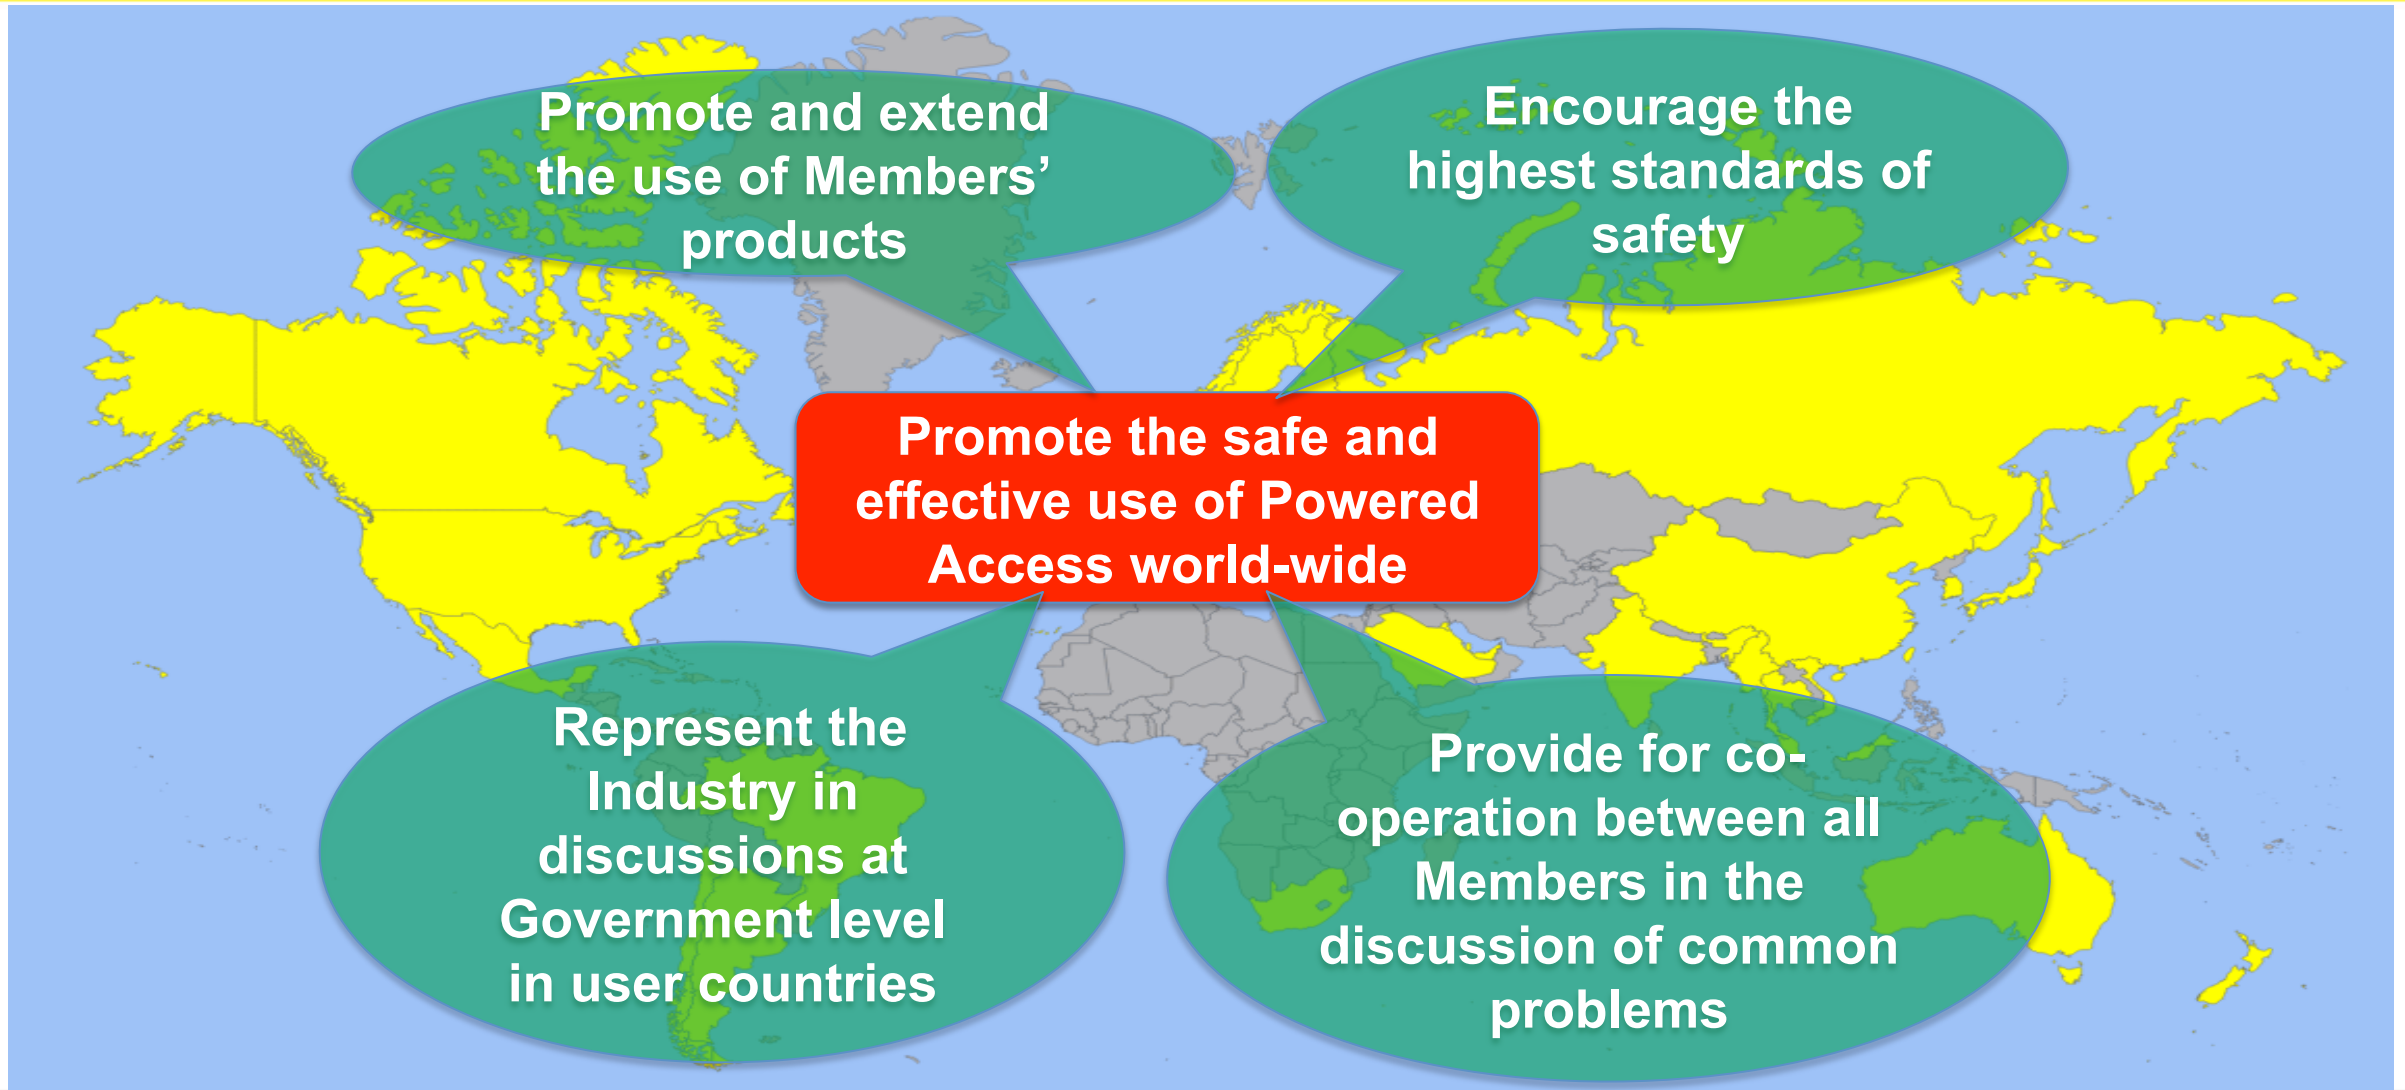 Promote and extend
the use of Members’
products
Encourage the
highest standards of
safety
Promote the safe and
effective use of Powered
Access world-wide
Represent the
Industry in
discussions at
Government level
in user countries
Provide for co-
operation between all
Members in the
discussion of common
problems